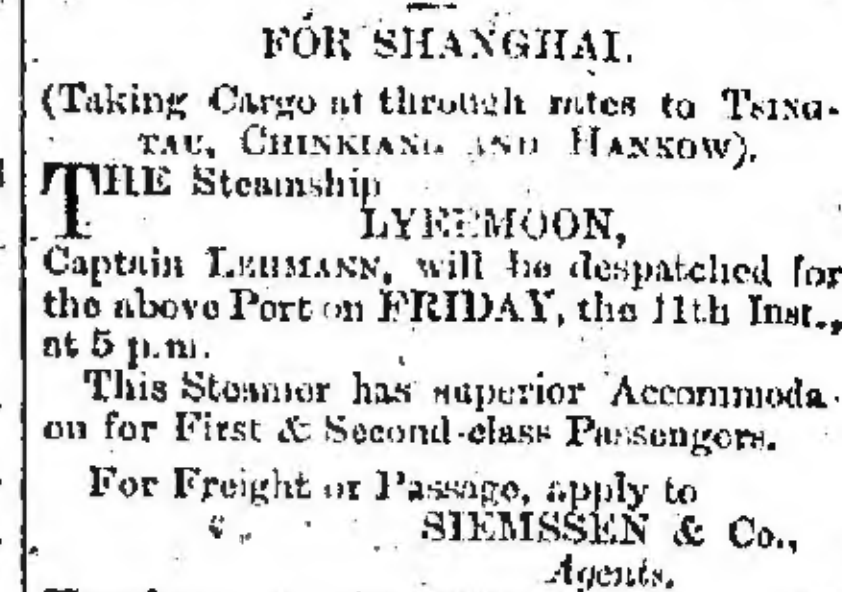 FOR SHANGHAI.
(Taking Cargo at through rates to TSING-
TAU, CHINKIANG AND HANKOW).
THE Steamship
LYEEMOON,
Captain LEHMANN, will be despatched for
the above Port on FRIDAY, the 11th Inst.,
at 5 p.m.
This Steamer has superior Accommoda-
on for First & Second-class Passengers.
For Freight or Passage, apply to
SIEMSSEN & Co.,
Agents.